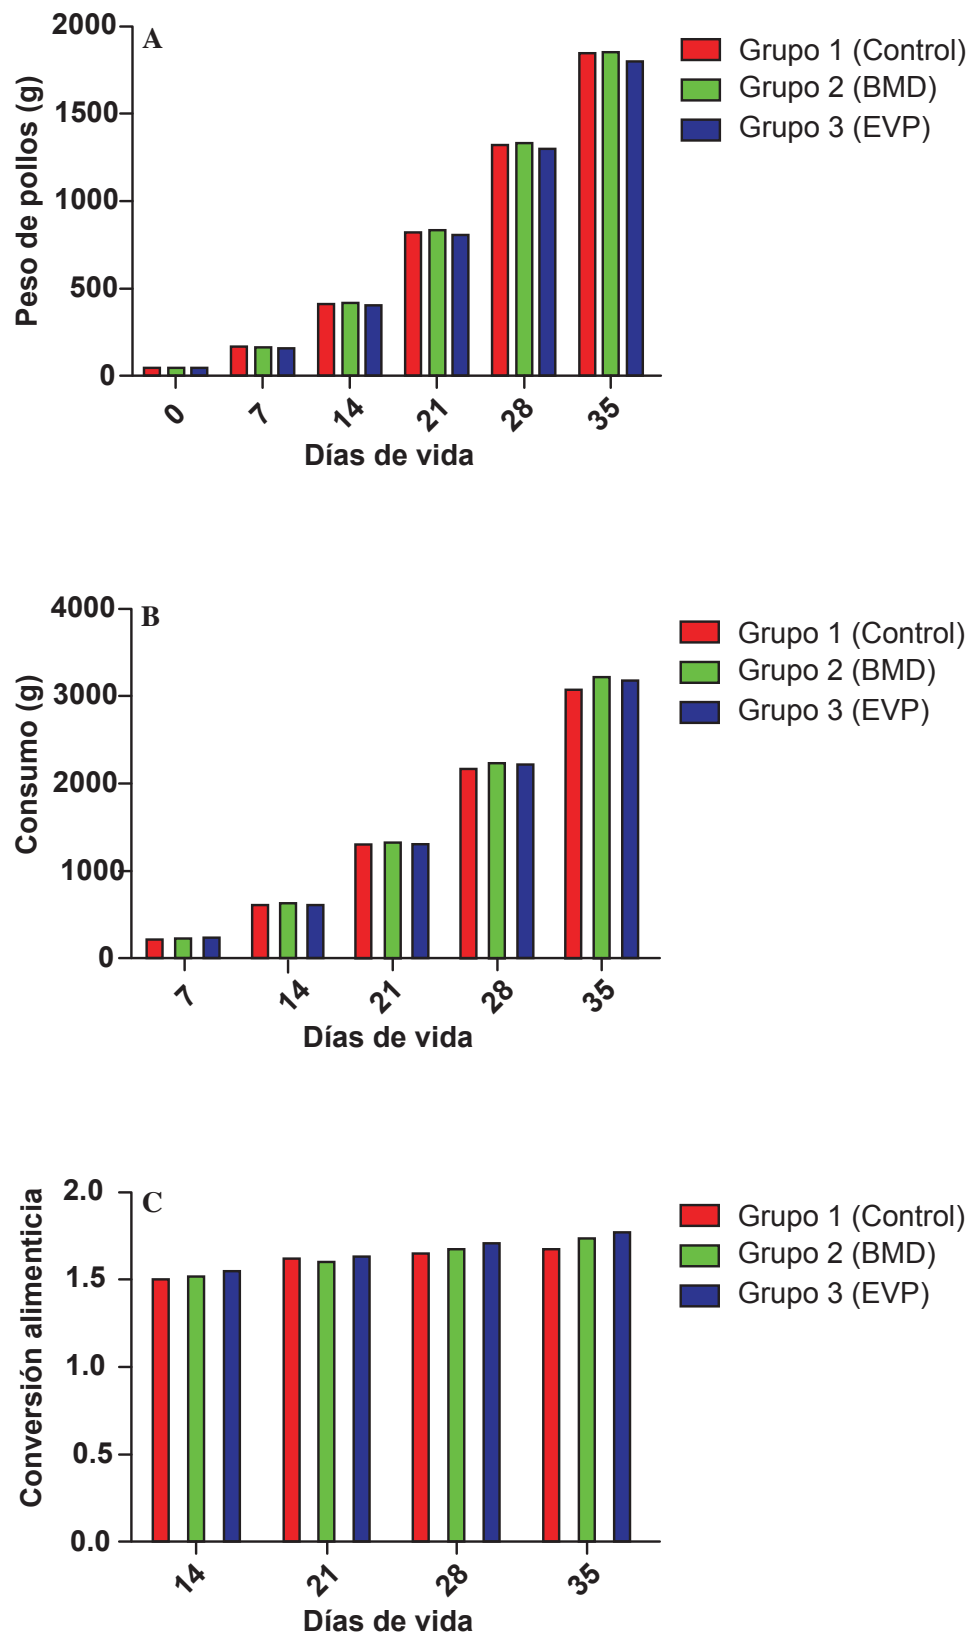 A
Peso de pollos (g)
2000
1500
1000
500
0
0 7 14 21 28 35
Días de vida
Grupo 1 (Control)
Grupo 2 (BMD)
Grupo 3 (EVP)
B
Consumo (g)
4000
3000
2000
1000
0
7 14 21 28 35
Días de vida
Grupo 1 (Control)
Grupo 2 (BMD)
Grupo 3 (EVP)
C
Conversión alimenticia
2.0
1.5
1.0
0.5
0.0
14 21 28 35
Días de vida
Grupo 1 (Control)
Grupo 2 (BMD)
Grupo 3 (EVP)